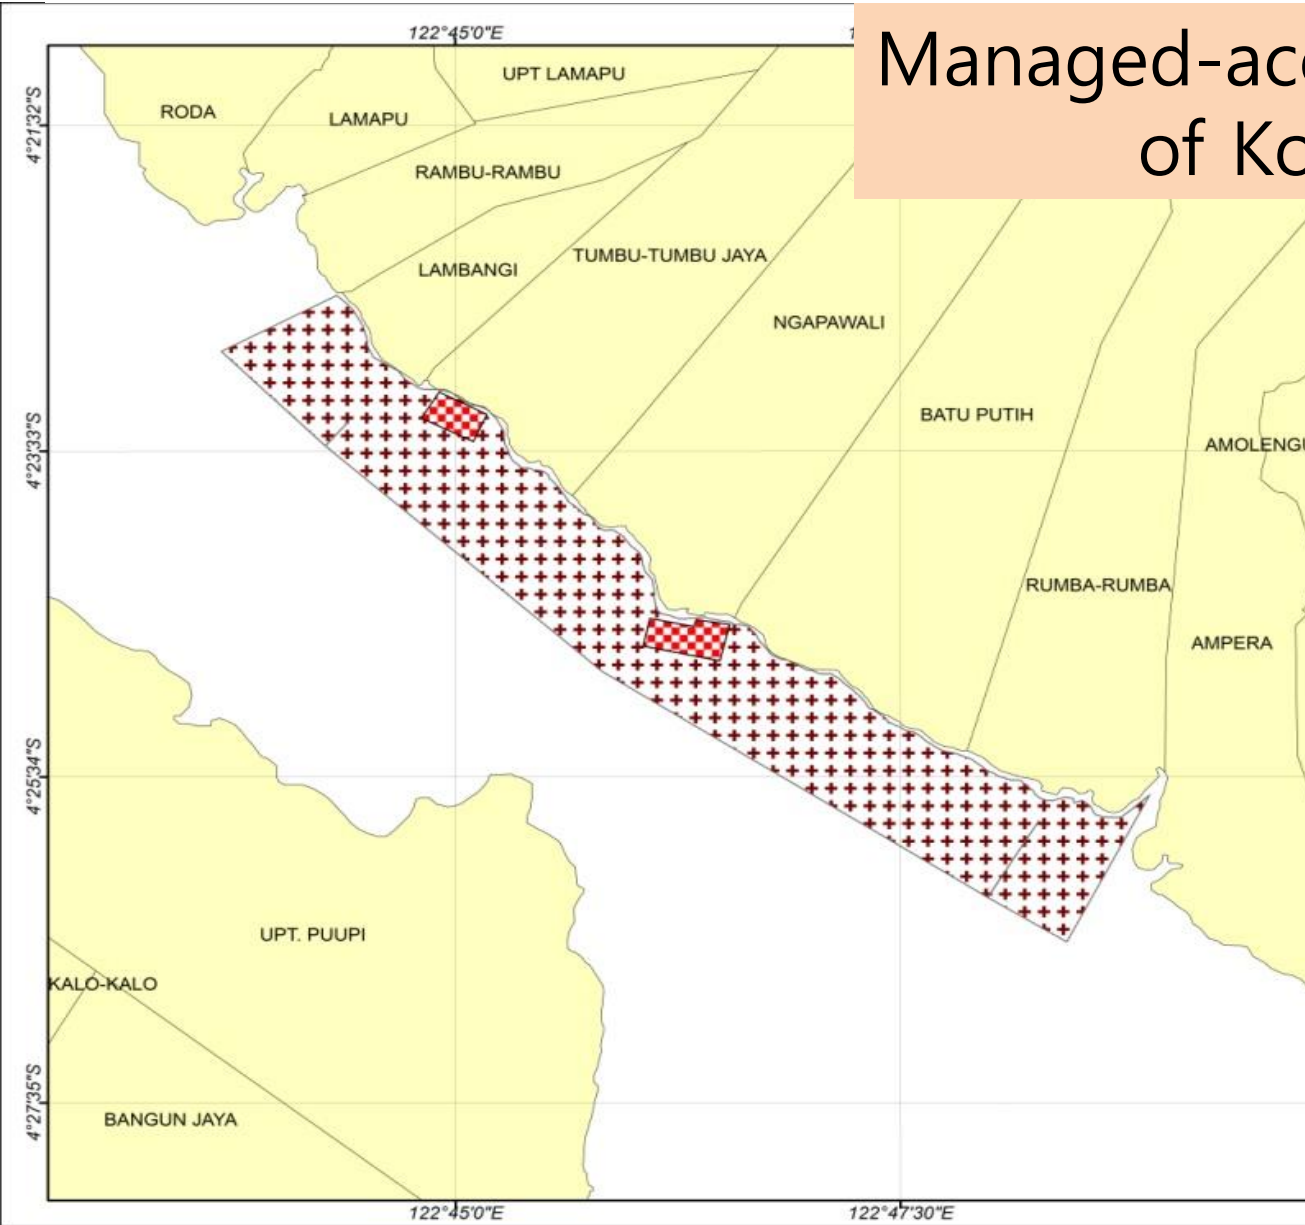 122°45'0"E
Managed-acc
of Ko
UPT LAMAPU
RODA
LAMAPU
4°21'32"S
RAMBU-RAMBU
TUMBU-TUMBU JAYA
LAMBANGI
NGAPAWALI
BATU PUTIH
AMOLENGU
4°23'33"S
RUMBA-RUMBA
AMPERA
4°25'34"S
UPT. PUUPI
KALO-KALO
4°27'35"S
BANGUN JAYA
122°45'0"E
122°47'30"E